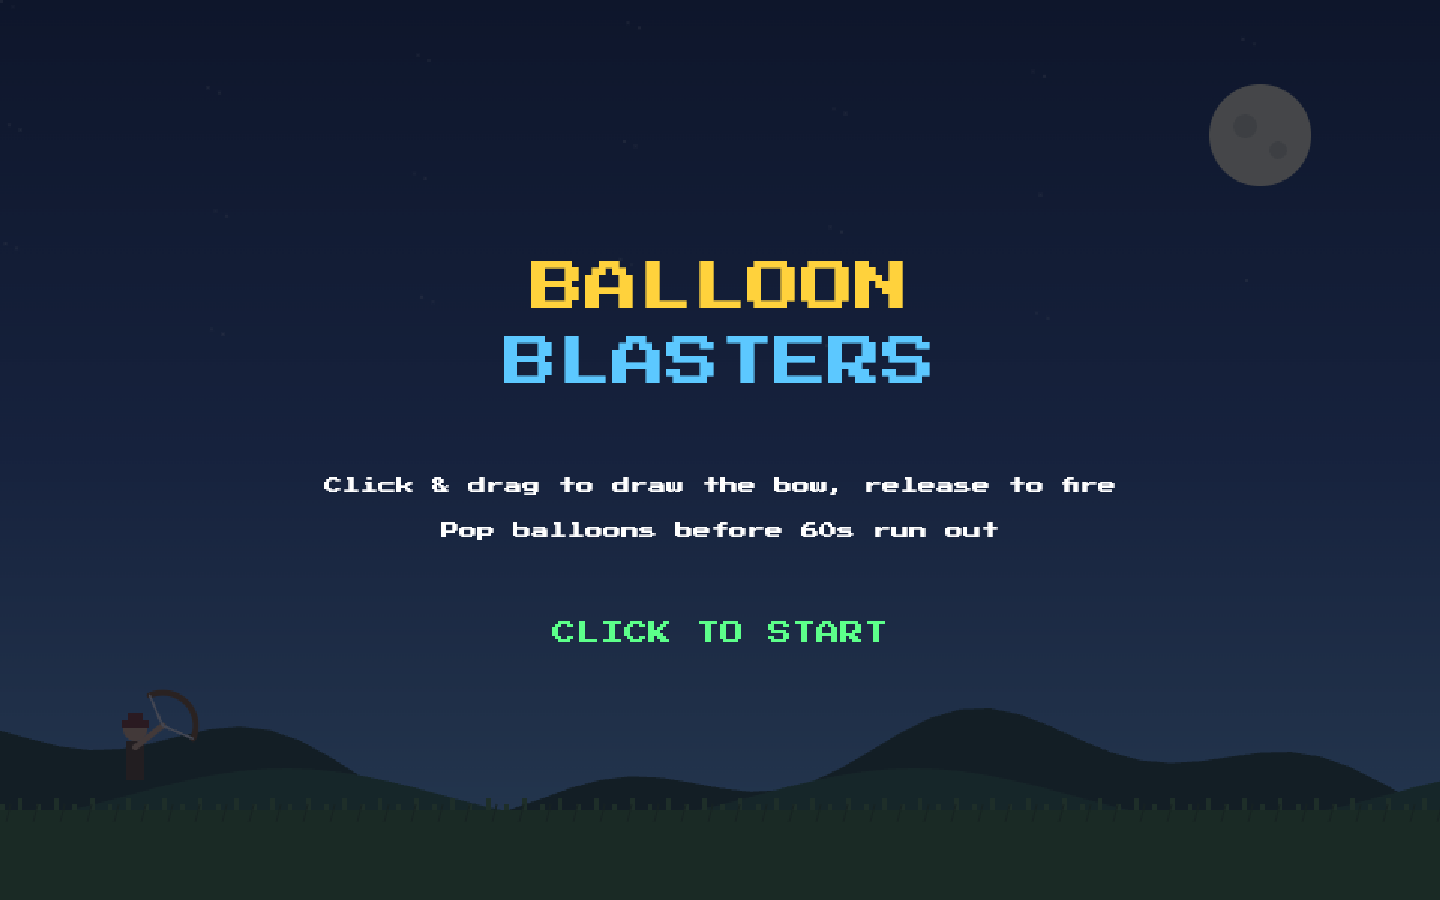 BALLOON
BLASTERS
Click & drag to draw the bow, release to fire
Pop balloons before 60s run out
CLICK TO START